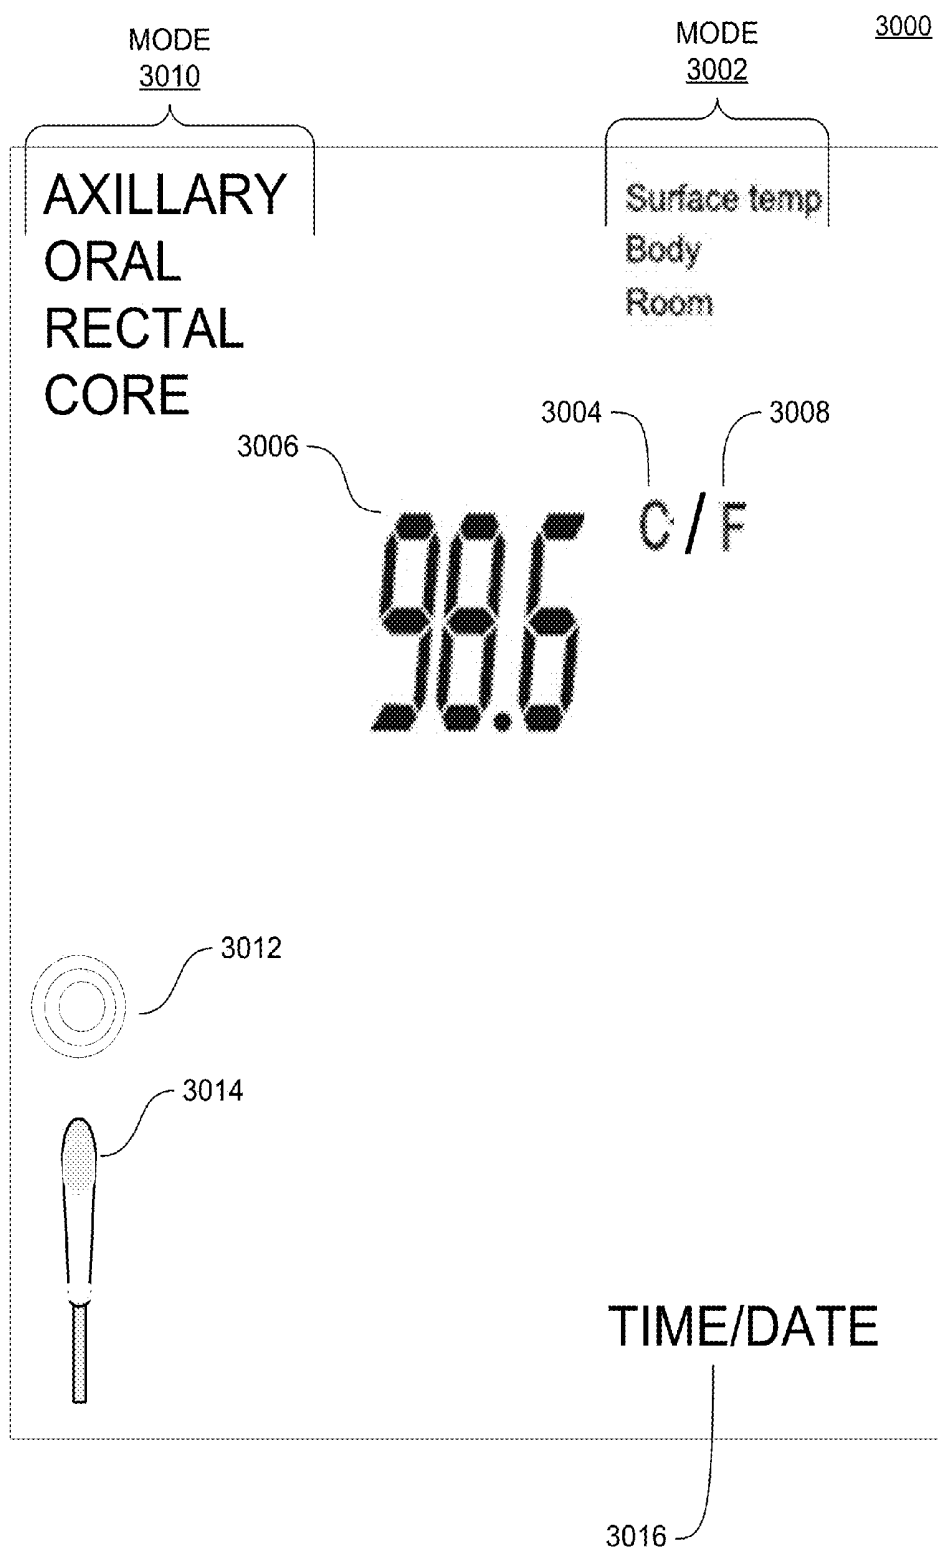 3000
MODE
3010
MODE
3002
AXILLARY
ORAL
RECTAL
CORE
Surface temp
Body
Room
3004
3008
3006
C/F
98.6
3012
3014
TIME/DATE
3016